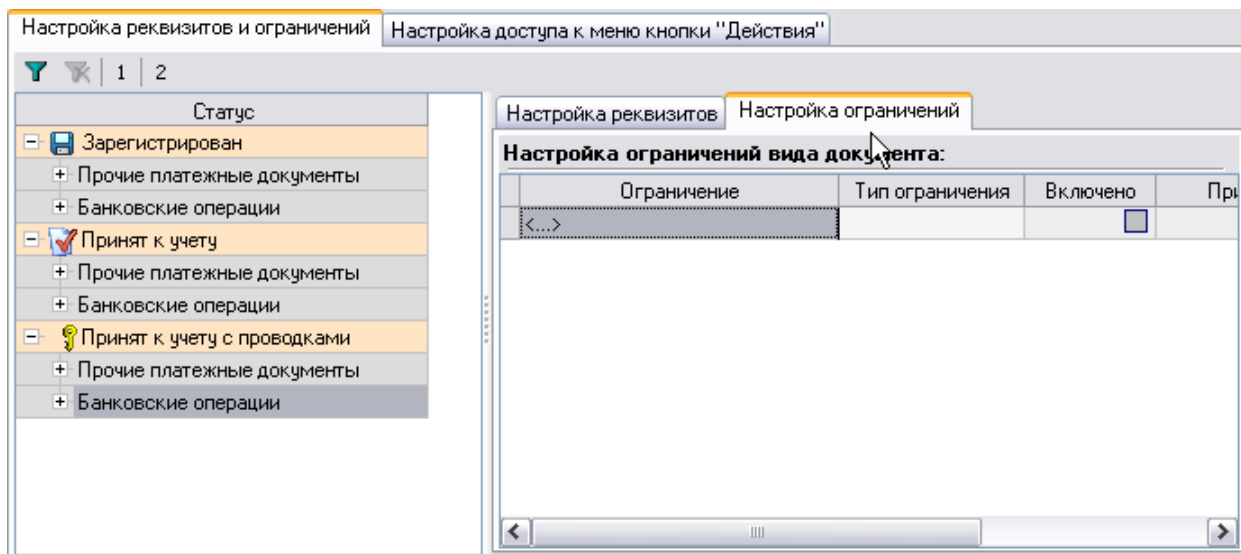 Настройка реквизитов и ограничений Настройка доступа к меню кнопки "Действия"
1 2
Статус
Зарегистрирован
Прочие платежные документы
Банковские операции
Принят к учету
Прочие платежные документы
Банковские операции
Принят к учету с проводками
Прочие платежные документы
Банковские операции
Настройка реквизитов Настройка ограничений
Настройка ограничений вида документа:
Ограничение Тип ограничения Включено При
<...>